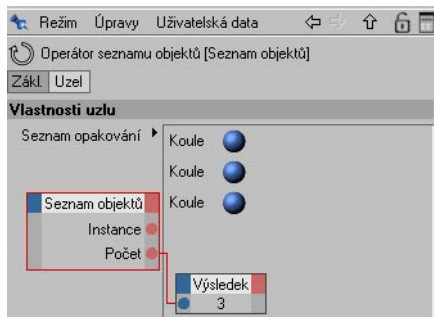 Režim Úpravy Uživatelská data
Operátor seznamu objektů [Seznam objektů]
Zákl. Uzel
Vlastnosti uzlu
Seznam opakování Koule
Koule
Koule
Seznam objektů
Instance
Počet
Výsledek
3